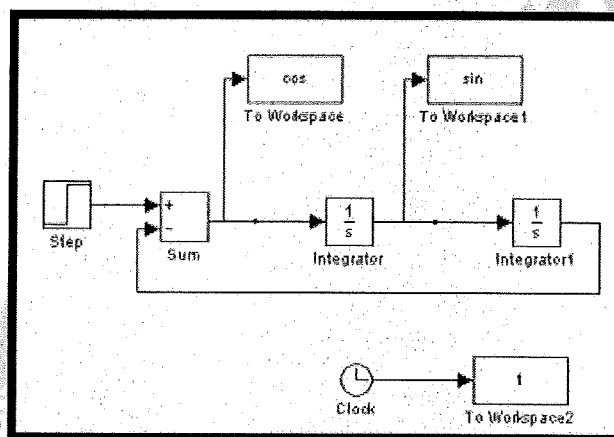 cos
sin
To Workspace
To Workspace1
+
−
Step
Sum
1
s
Integrator
1
s
Integrator1
t
Clock
To Workspace2